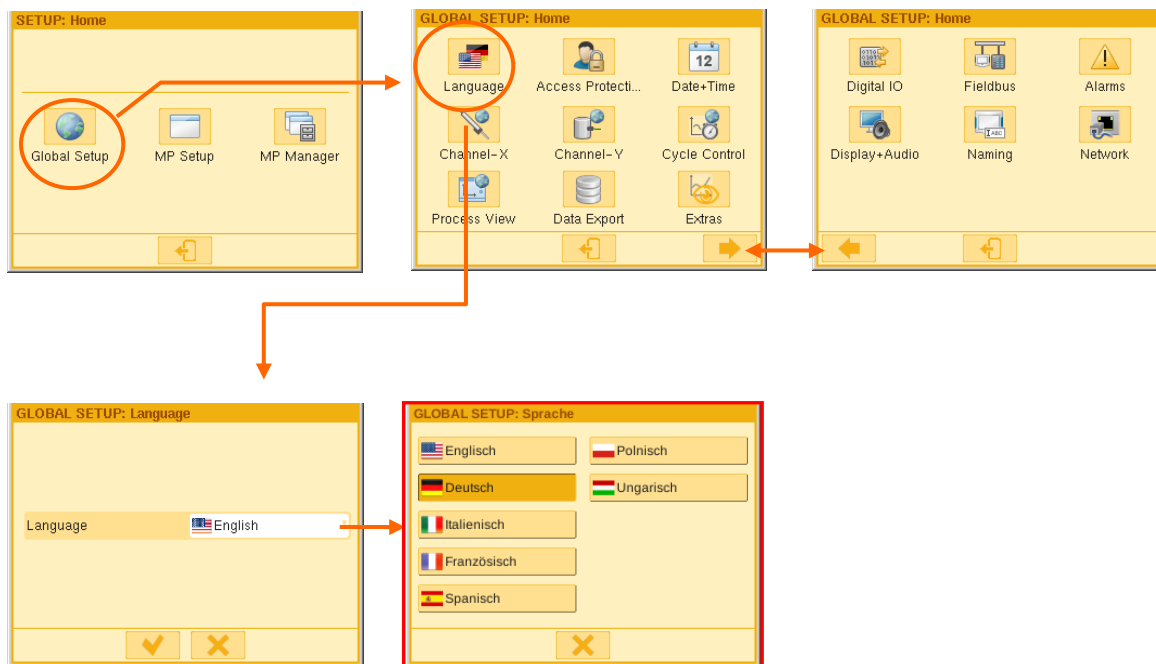 SETUP: Home
Global Setup
MP Setup
MP Manager
GLOBAL SETUP: Home
Language
Access Protecti...
12
Date+Time
Channel-X
Channel-Y
Cycle Control
Process View
Data Export
Extras
GLOBAL SETUP: Home
Digital IO
Fieldbus
Alarms
Display+Audio
ABC
Naming
Network
GLOBAL SETUP: Language
Language
English
GLOBAL SETUP: Sprache
Englisch
Polnisch
Deutsch
Ungarisch
Italienisch
Französisch
Spanisch